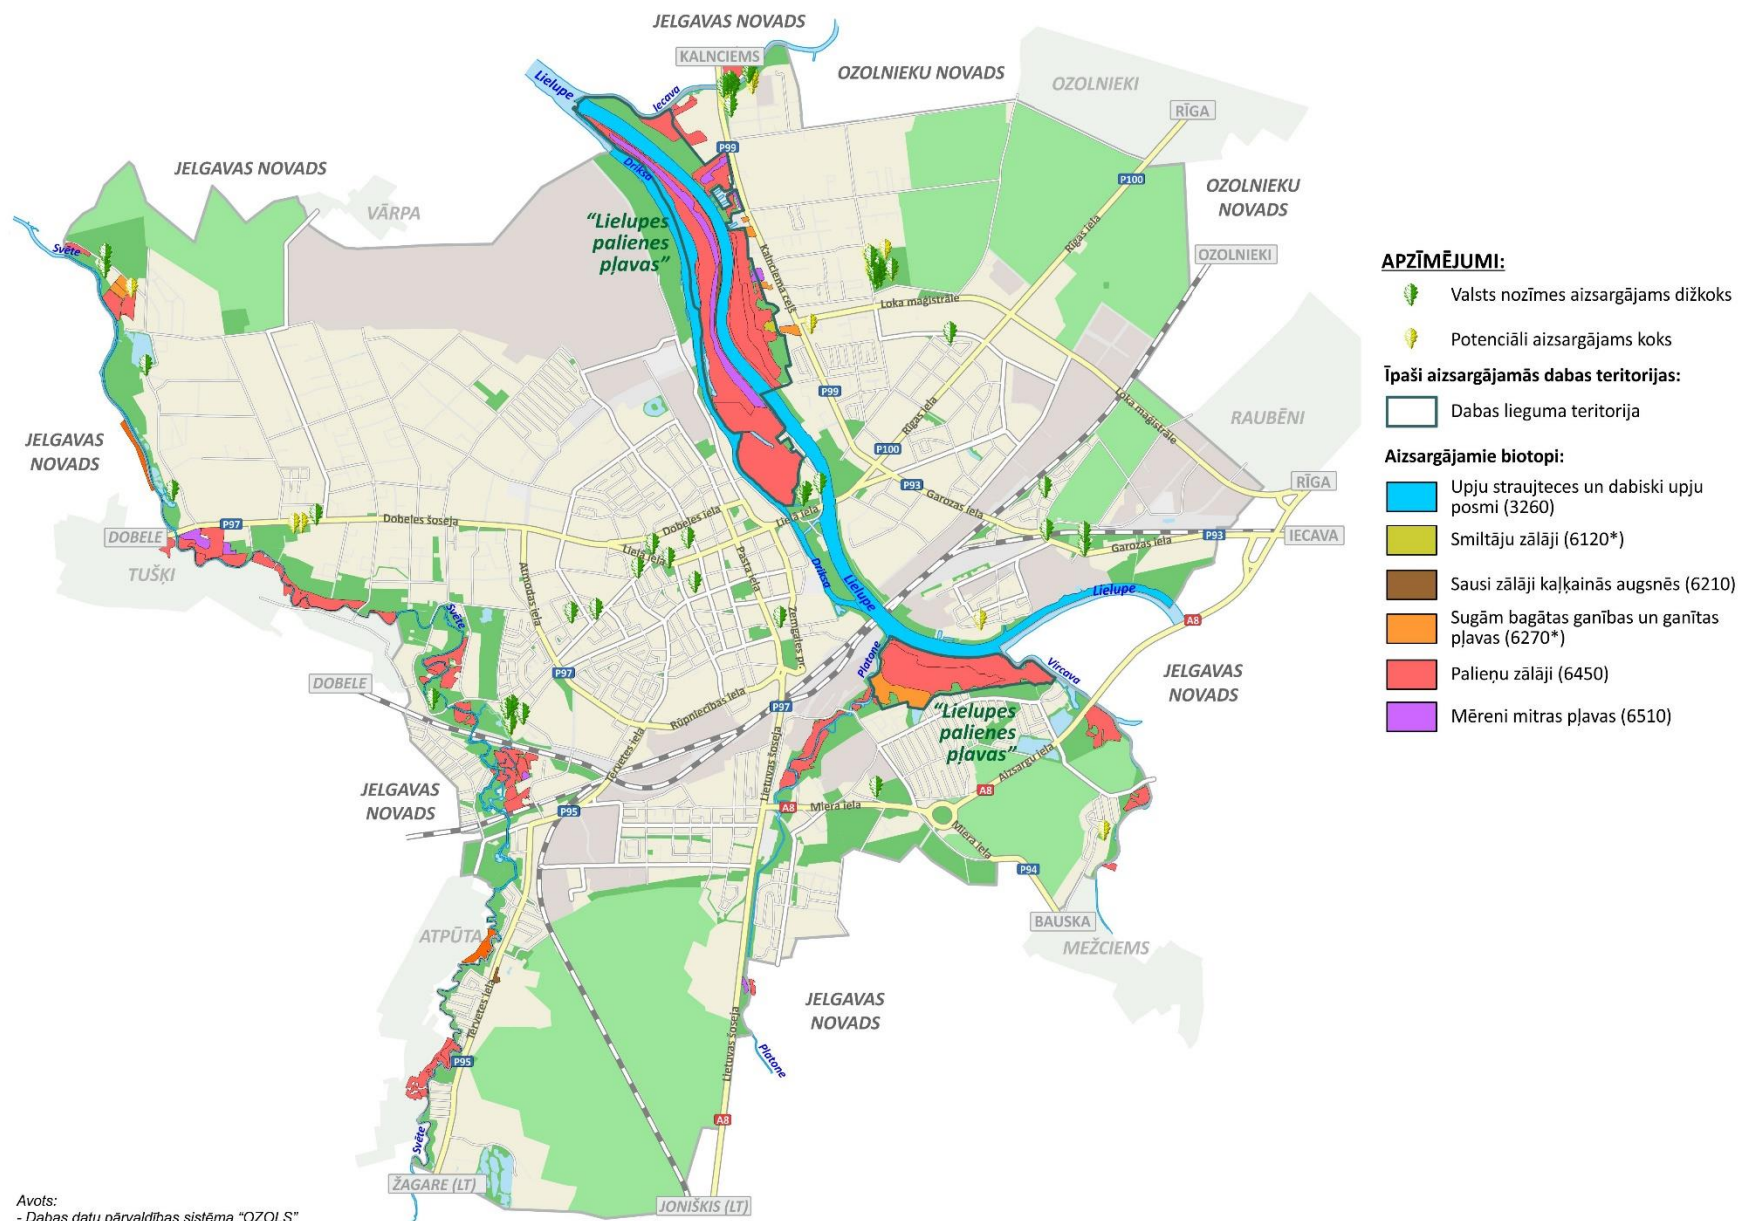 JELGAVAS NOVADS
KALNCIEMS
OZOLNIEKU NOVADS
OZOLNIEKI
RĪGA
Lielupe
Iecava
P99
JELGAVAS NOVADS
VĀRPA
Driksa
P100
OZOLNIEKU
NOVADS
"Lielupes
palienes
pļavas"
Svēte
Kalnciema ceļš
Rīgas iela
OZOLNIEKI
Loka maģistrāle
P99
Rīgas iela
Loka maģistrāle
RAUBĒNI
JELGAVAS
NOVADS
P100
P93
Garozas iela
RĪGA
DOBELE
P97
Dobeles šoseja
Dobeles iela
Lielā iela
Lielā iela
Pasta iela
Garozas iela
P93
IECAVA
TUŠĶI
Atmodas iela
Driksa
Lielupe
Lielupe
Svēte
Zemgales pr.
A8
Platone
Vircava
JELGAVAS
NOVADS
DOBELE
P97
Rūpniecības iela
P97
"Lielupes
palienes
pļavas"
Tērvetes iela
Lietuvas šoseja
Aizsargu iela
JELGAVAS
NOVADS
P95
A8
Miera iela
A8
Miera iela
P94
BAUSKA
MEŽCIEMS
ATPŪTA
Tērvetes iela
JELGAVAS
NOVADS
P95
Lietuvas šoseja
Platone
A8
Svēte
ŽAGARE (LT)
JONIŠĶIS (LT)
APZĪMĒJUMI:
Valsts nozīmes aizsargājams dižkoks
Potenciāli aizsargājams koks
Īpaši aizsargājamās dabas teritorijas:
Dabas lieguma teritorija
Aizsargājamie biotopi:
Upju straujteces un dabiski upju
posmi (3260)
Smiltāju zālāji (6120*)
Sausi zālāji kaļķainās augsnēs (6210)
Sugām bagātas ganības un ganītas
pļavas (6270*)
Palieņu zālāji (6450)
Mēreni mitras pļavas (6510)
Avots:
- Dabas datu pārvaldības sistēma "OZOLS"